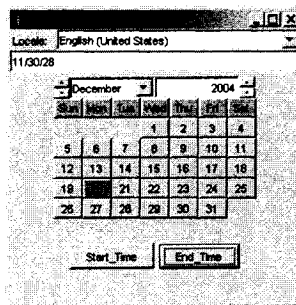 Locale: English (United States)
11/30/28
December 2004
Sun Mon Tue Wed Thu Fri Sat
1 2 3 4
5 6 7 8 9 10 11
12 13 14 15 16 17 18
19 21 22 23 24 25
26 27 28 29 30 31
Start_Time End_Time